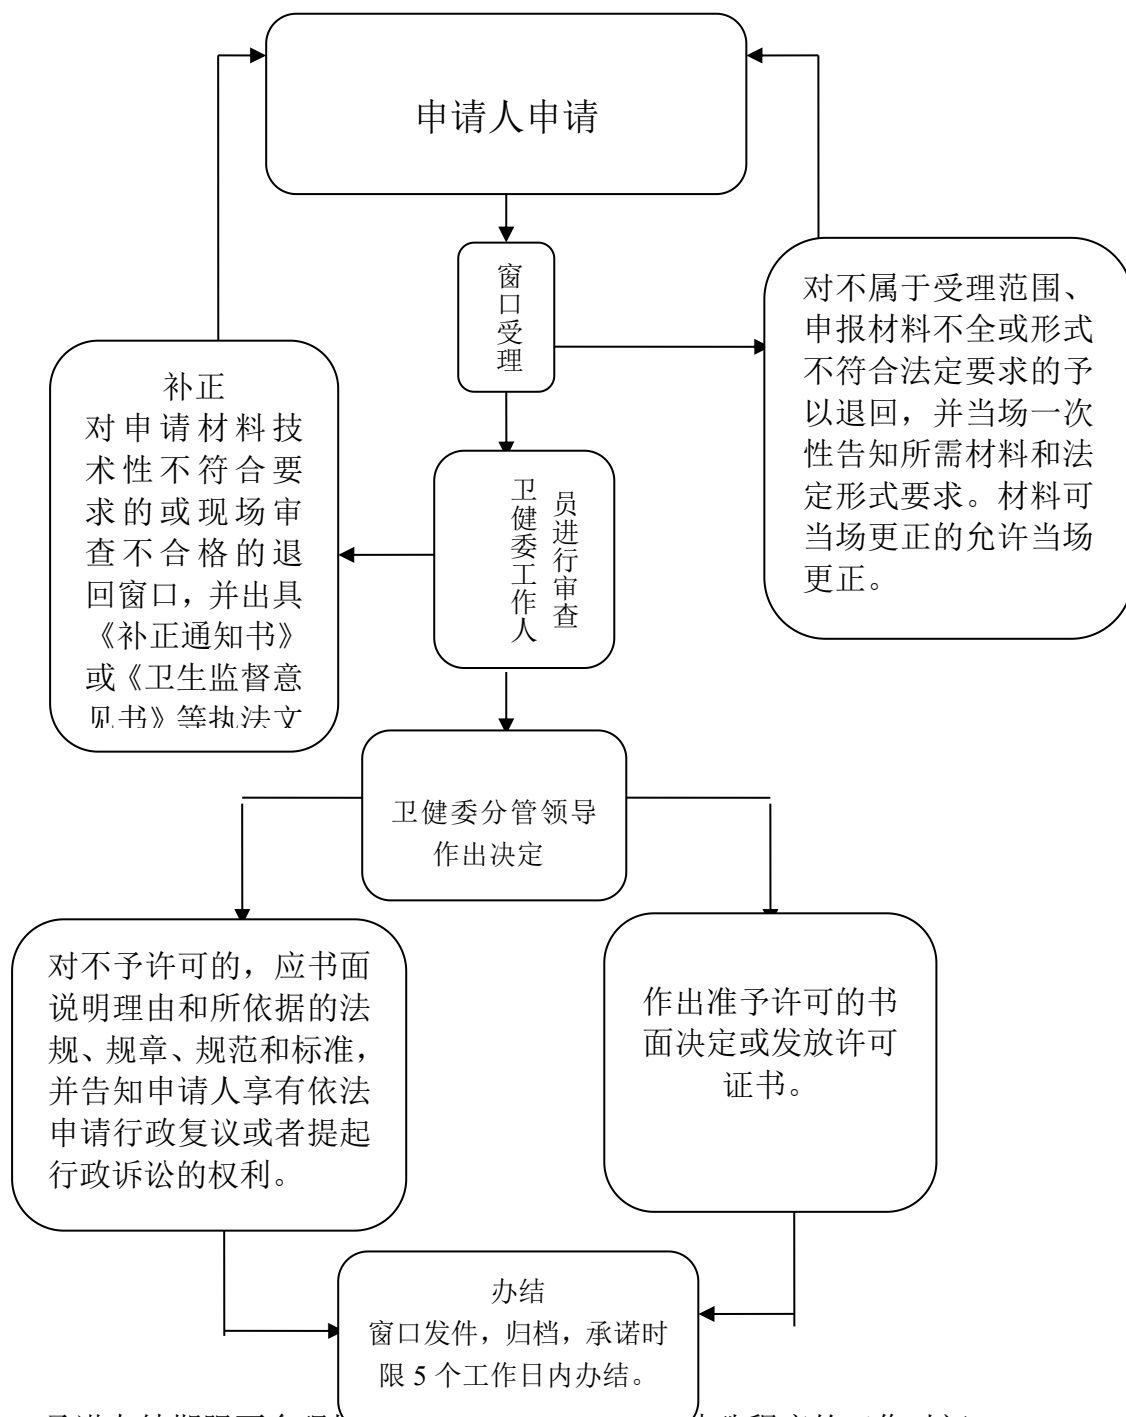 申请人申请
窗口受理
对不属于受理范围、
申报材料不全或形式
不符合法定要求的予
以退回，并当场一次
性告知所需材料和法
定形式要求。材料可
当场更正的允许当场
更正。
补正
对申请材料技
术性不符合要
求的或现场审
查不合格的退
回窗口，并出具
《补正通知书》
或《卫生监督意
见书》等执法文
卫健委工作人
员进行审查
卫健委分管领导
作出决定
对不予许可的，应书面
说明理由和所依据的法
规、规章、规范和标准，
并告知申请人享有依法
申请行政复议或者提起
行政诉讼的权利。
作出准予许可的书
面决定或发放许可
证书。
办结
窗口发件，归档，承诺时
限 5 个工作日内办结。